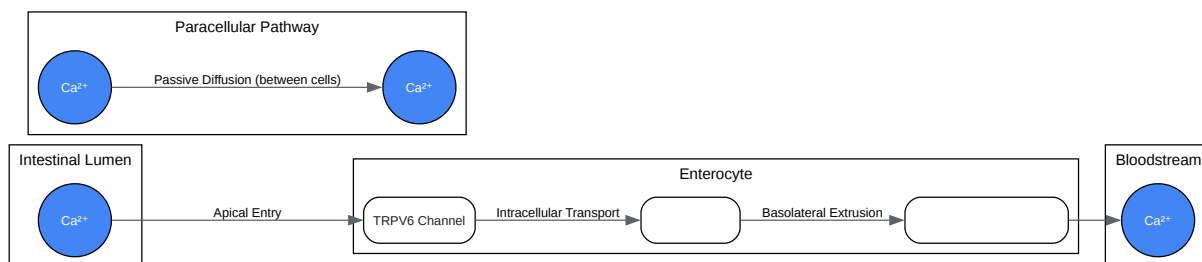 Paracellular Pathway
Ca²⁺
Passive Diffusion (between cells)
Ca²⁺
Intestinal Lumen
Ca²⁺
Apical Entry
Enterocyte
TRPV6 Channel
Intracellular Transport
Basolateral Extrusion
Bloodstream
Ca²⁺